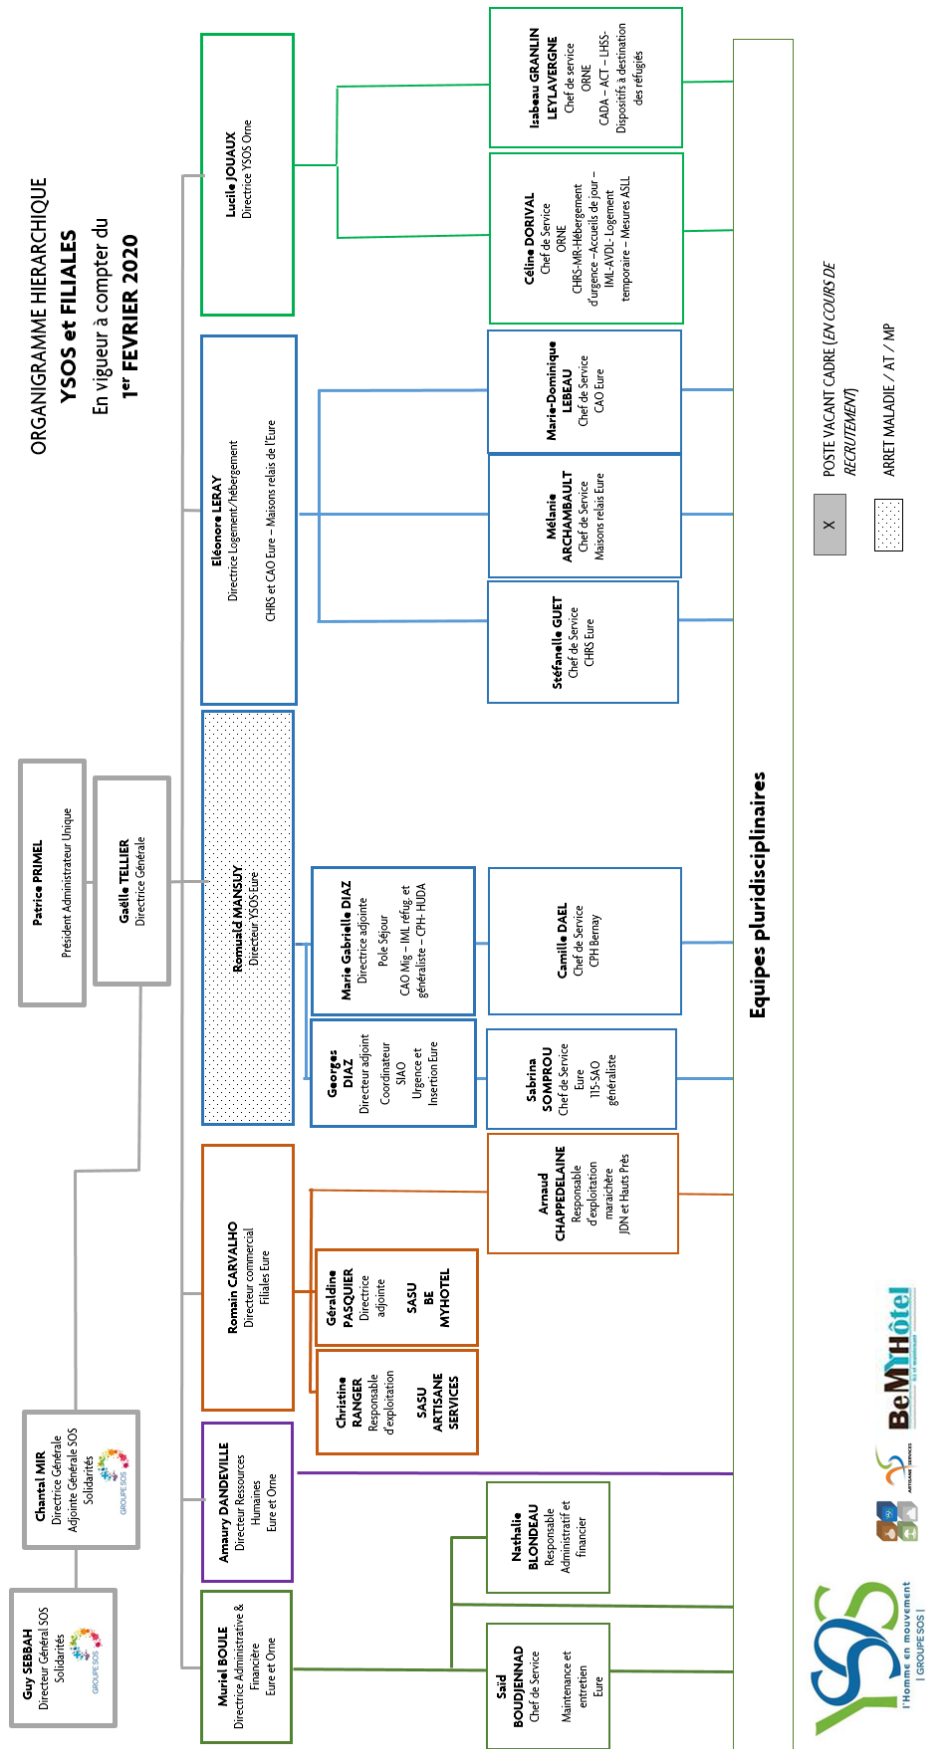 ORGANIGRAMME HIERARCHIQUE
YSOS et FILIALES
En vigueur à compter du
1er FEVRIER 2020
Patrice PRIMEL
Président Administrateur Unique
Gaëlle TELLIER
Directrice Générale
Guy SEBBAH
Directeur Général SOS
Solidarités
GROUPE SOS
Chantal MIR
Directrice Générale
Adjointe Générale SOS
Solidarités
GROUPE SOS
Muriel BOULE
Directrice Administrative &
Financière
Eure et Orne
Amaury DANDEVILLE
Directeur Ressources
Humaines
Eure et Orne
Romain CARVALHO
Directeur commercial
Filiales Eure
Romuald MANSUY
Directeur YSOS Eure
Eléonore LERAY
Directrice Logement/hébergement
CHRS et CAO Eure – Maisons relais de l'Eure
Lucile JOUAUX
Directrice YSOS Orne
Christine
RANGER
Responsable
d'exploitation
SASU
ARTISANE
SERVICES
Géraldine
PASQUIER
Directrice
adjointe
SASU
BE
MYHOTEL
Georges
DIAZ
Directeur adjoint
Coordinateur
SIAO
Urgence et
Insertion Eure
Marie Gabrielle DIAZ
Directrice adjointe
Pole Séjour
CAO Mig – IML réfug. et
généraliste – CPH- HUDA
Saïd
BOUDJENNAD
Chef de Service
Maintenance et
entretien
Eure
Nathalie
BLONDEAU
Responsable
Administratif et
financier
Arnaud
CHAPPEDELAINE
Responsable
d'exploitation
maraichère
JDN et Hauts Près
Sabrina
SOMPROU
Chef de Service
Eure
115-SAO
généraliste
Camille DAEL
Chef de Service
CPH Bernay
Stéfanelle GUET
Chef de Service
CHRS Eure
Mélanie
ARCHAMBAULT
Chef de Service
Maisons relais Eure
Marie-Dominique
LEBEAU
Chef de Service
CAO Eure
Céline DORIVAL
Chef de Service
ORNE
CHRS-MR-Hébergement
d'urgence –Accueils de jour –
IML-AVDL- Logement
temporaire – Mesures ASLL
Isabeau GRANLIN
LEYLAVERGNE
Chef de service
ORNE
CADA – ACT – LHSS-
Dispositifs à destination
des réfugiés
Equipes pluridisciplinaires
X
POSTE VACANT CADRE (EN COURS DE
RECRUTEMENT)
ARRET MALADIE / AT / MP
YSOS
l'Homme en mouvement
| GROUPE SOS |
ARTISANE SERVICES
BeMYHôtel